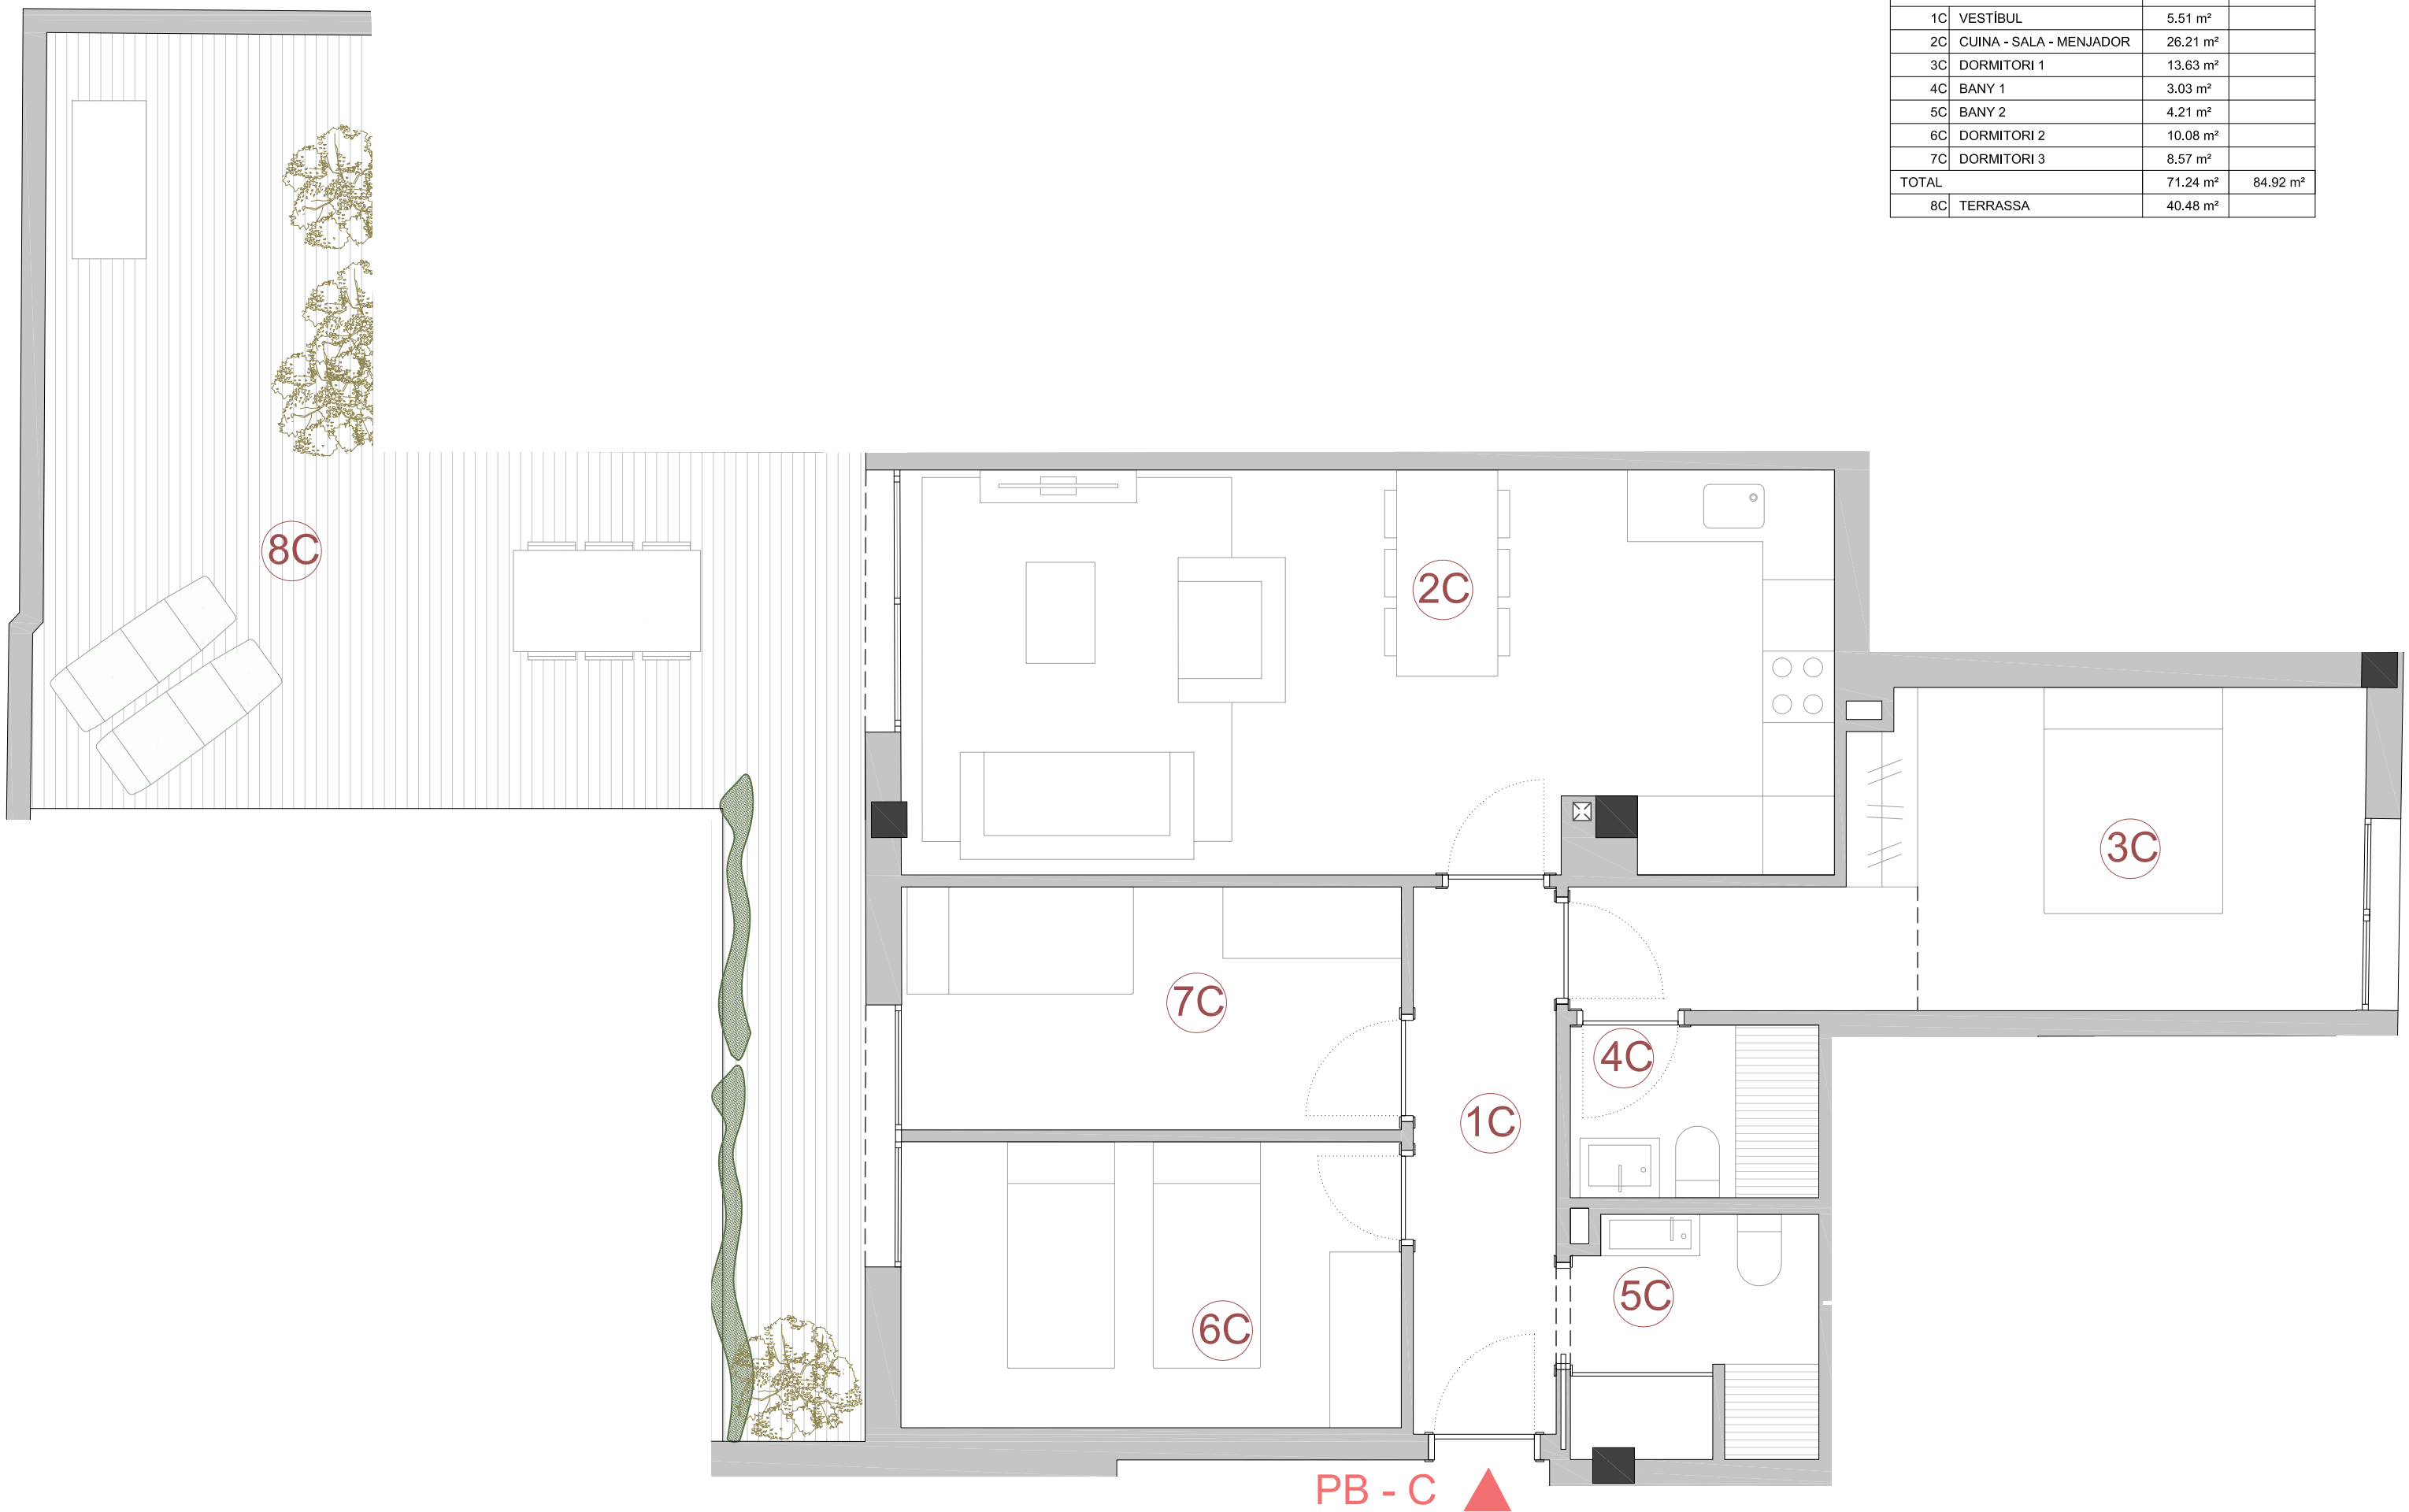 1C VESTÍBUL 5.51 m²
2C CUINA - SALA - MENJADOR 26.21 m²
3C DORMITORI 1 13.63 m²
4C BANY 1 3.03 m²
5C BANY 2 4.21 m²
6C DORMITORI 2 10.08 m²
7C DORMITORI 3 8.57 m²
TOTAL 71.24 m² 84.92 m²
8C TERRASSA 40.48 m²
8C
2C
3C
7C
4C
1C
5C
6C
PB - C